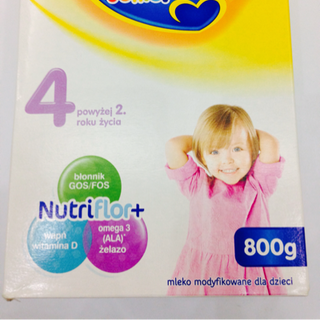 4 powyżej 2.
roku życia
błonnik
GOS/FOS
Nutriflor+
wapń
witamina D
omega 3
(ALA)
żelazo
800g
mleko modyfikowane dla dzieci